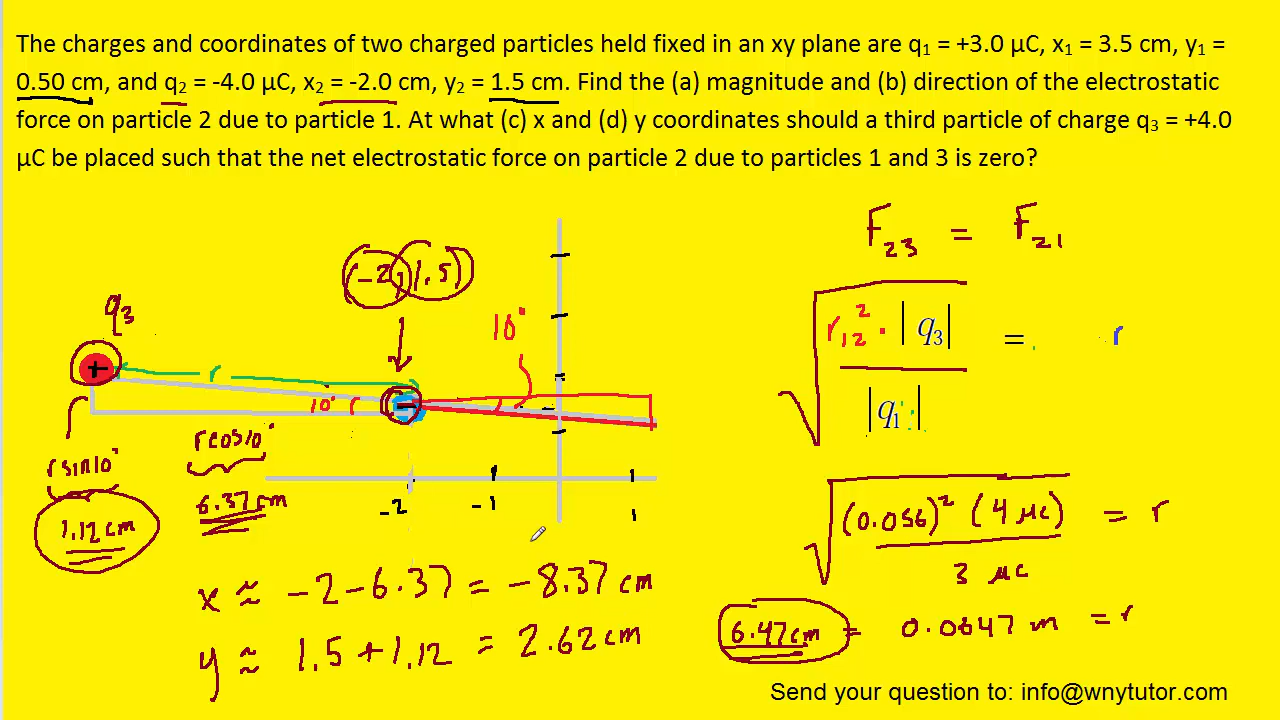 The charges and coordinates of two charged particles held fixed in an xy plane are q₁ = +3.0 μC, x₁ = 3.5 cm, y₁ =
0.50 cm, and q₂ = -4.0 μC, x₂ = -2.0 cm, y₂ = 1.5 cm. Find the (a) magnitude and (b) direction of the electrostatic
force on particle 2 due to particle 1. At what (c) x and (d) y coordinates should a third particle of charge q₃ = +4.0
μC be placed such that the net electrostatic force on particle 2 due to particles 1 and 3 is zero?
F₂₃ = F₂₁
(-2, 1.5)
q₃
10°
√ r₁₂² · |q₃| = r
|q₁|
+
r
-
10°
r cos10°
r sin10°
6.37 cm
-2 -1 1
1.12 cm
√ (0.056)² (4 μC) = r
3 μC
x ≈ -2 - 6.37 = -8.37 cm
6.47 cm = 0.0647 m = r
y ≈ 1.5 + 1.12 = 2.62 cm
Send your question to: info@wnytutor.com